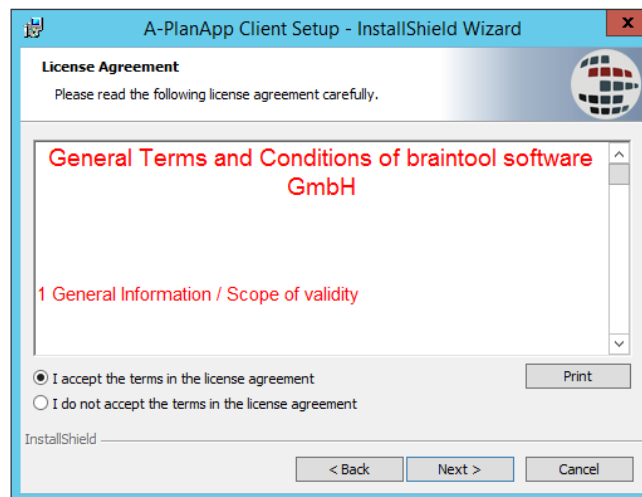 A-PlanApp Client Setup - InstallShield Wizard
x
License Agreement
Please read the following license agreement carefully.
General Terms and Conditions of braintool software
GmbH
1 General Information / Scope of validity
I accept the terms in the license agreement
Print
I do not accept the terms in the license agreement
InstallShield
< Back Next > Cancel